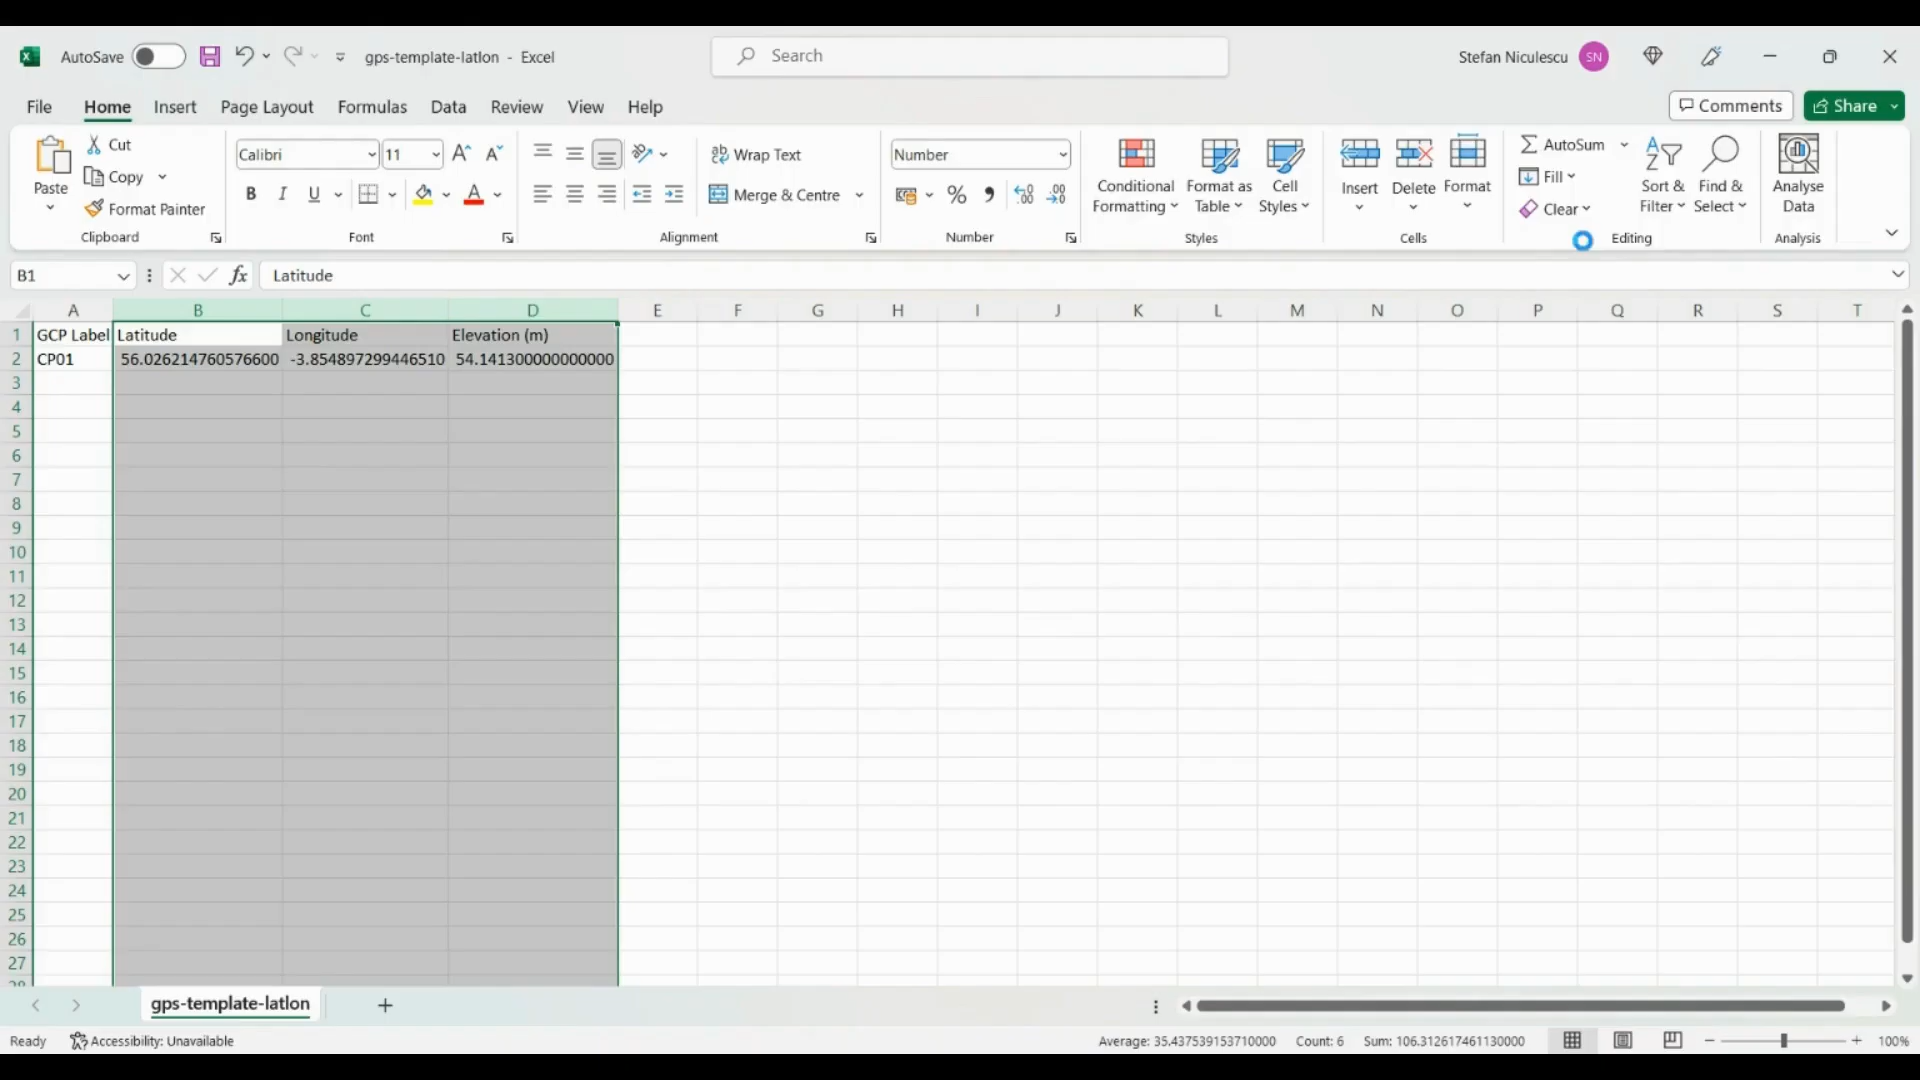 AutoSave gps-template-latlon - Excel Search Stefan Niculescu SN
File Home Insert Page Layout Formulas Data Review View Help Comments Share
Paste Cut Copy Format Painter Clipboard
Calibri 11 B I U A Font
Wrap Text Merge & Centre Alignment
Number % Number
Conditional Formatting Format as Table Cell Styles Styles
Insert Delete Format Cells
AutoSum Fill Clear Sort & Filter Find & Select Editing
Analyse Data Analysis
B1 fx Latitude
A B C D E F G H I J K L M N O P Q R S T
1 GCP Label Latitude Longitude Elevation (m)
2 CP01 56.026214760576600 -3.854897299446510 54.141300000000000
3
4
5
6
7
8
9
10
11
12
13
14
15
16
17
18
19
20
21
22
23
24
25
26
27
28
gps-template-latlon +
Ready Accessibility: Unavailable Average: 35.437539153710000 Count: 6 Sum: 106.312617461130000 100%